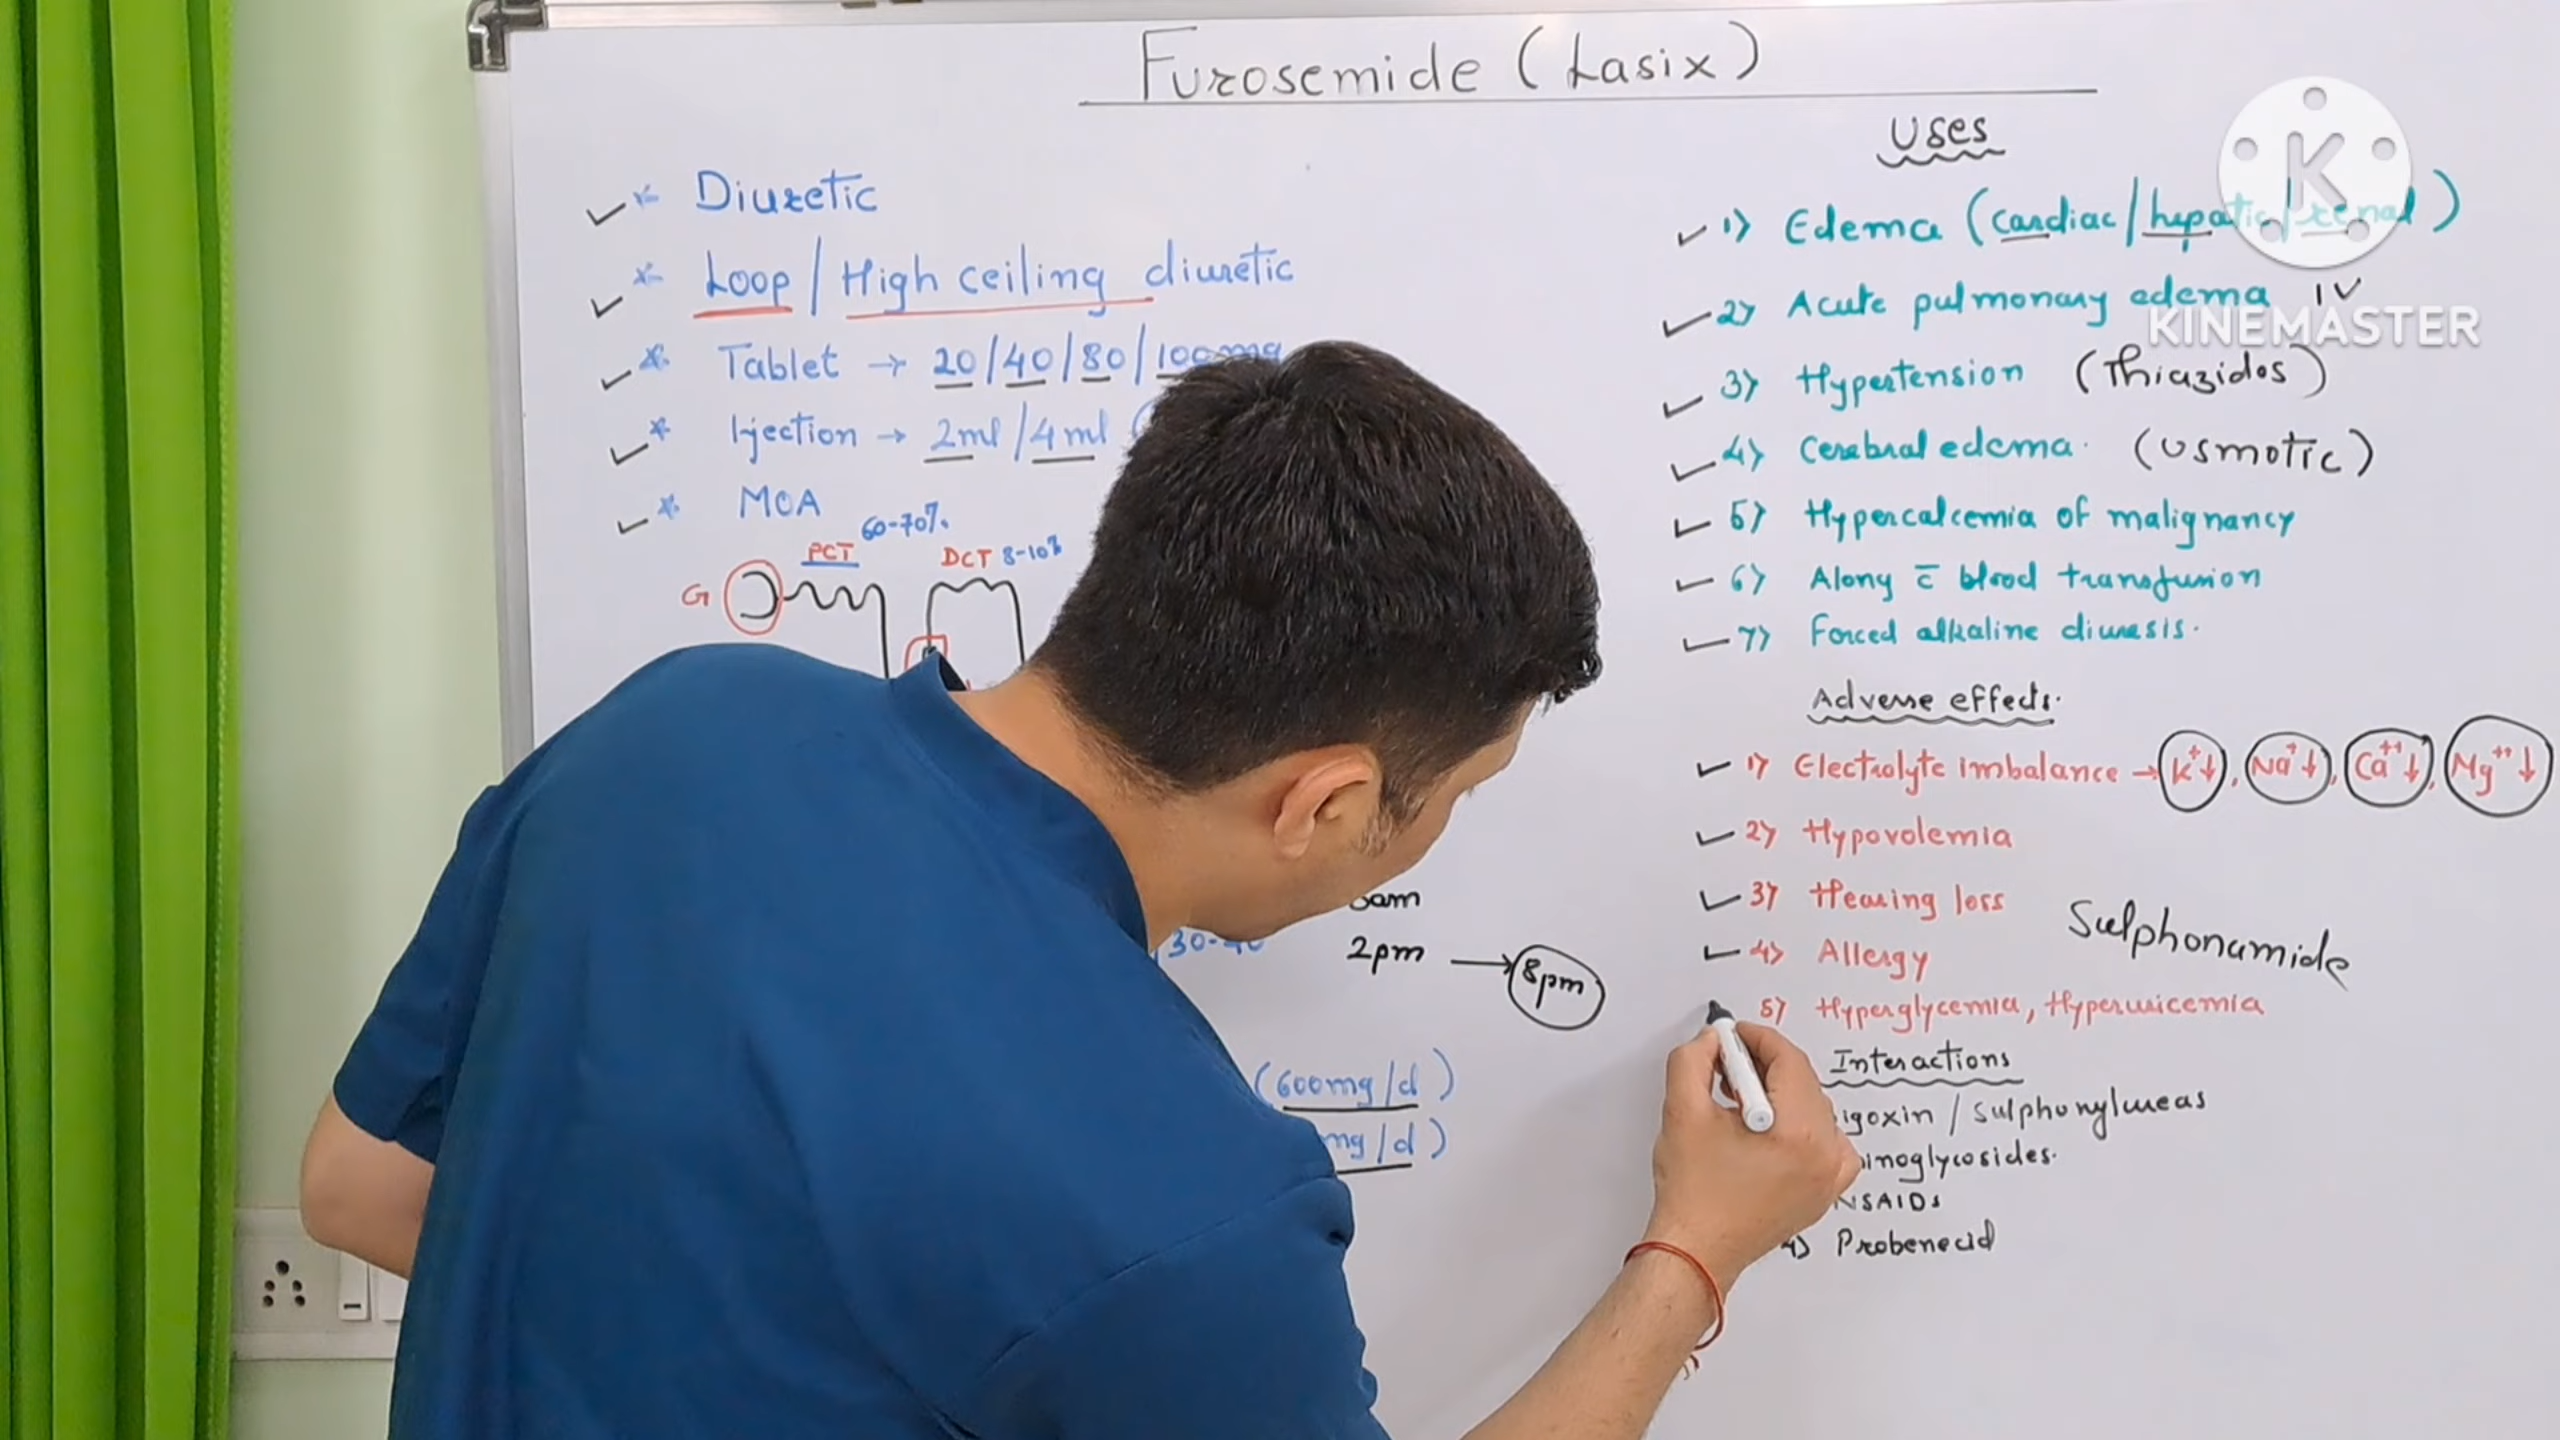 Furosemide (Lasix)
* Diuretic
* Loop / High ceiling diuretic
* Tablet → 20/40/80/100mg
* Injection → 2ml/4ml
* MOA
PCT 60-70%
DCT 8-10%
G
2pm → 8pm
(600mg/d)
mg/d)
Uses
1) Edema (cardiac/hepatic/renal)
2) Acute pulmonary edema IV
3) Hypertension (Thiazides)
4) Cerebral edema. (Osmotic)
5) Hypercalcemia of malignancy
6) Along c̄ blood transfusion
7) Forced alkaline diuresis.
Adverse effects.
1) Electrolyte imbalance → K⁺↓, Na⁺↓, Ca⁺⁺↓, Mg⁺⁺↓
2) Hypovolemia
3) Hearing loss
4) Allergy
Sulphonamide
5) Hyperglycemia, Hyperuricemia
Interactions
igoxin / Sulphonylureas
inoglycosides.
NSAIDs
4) Probenecid
K
KINEMASTER